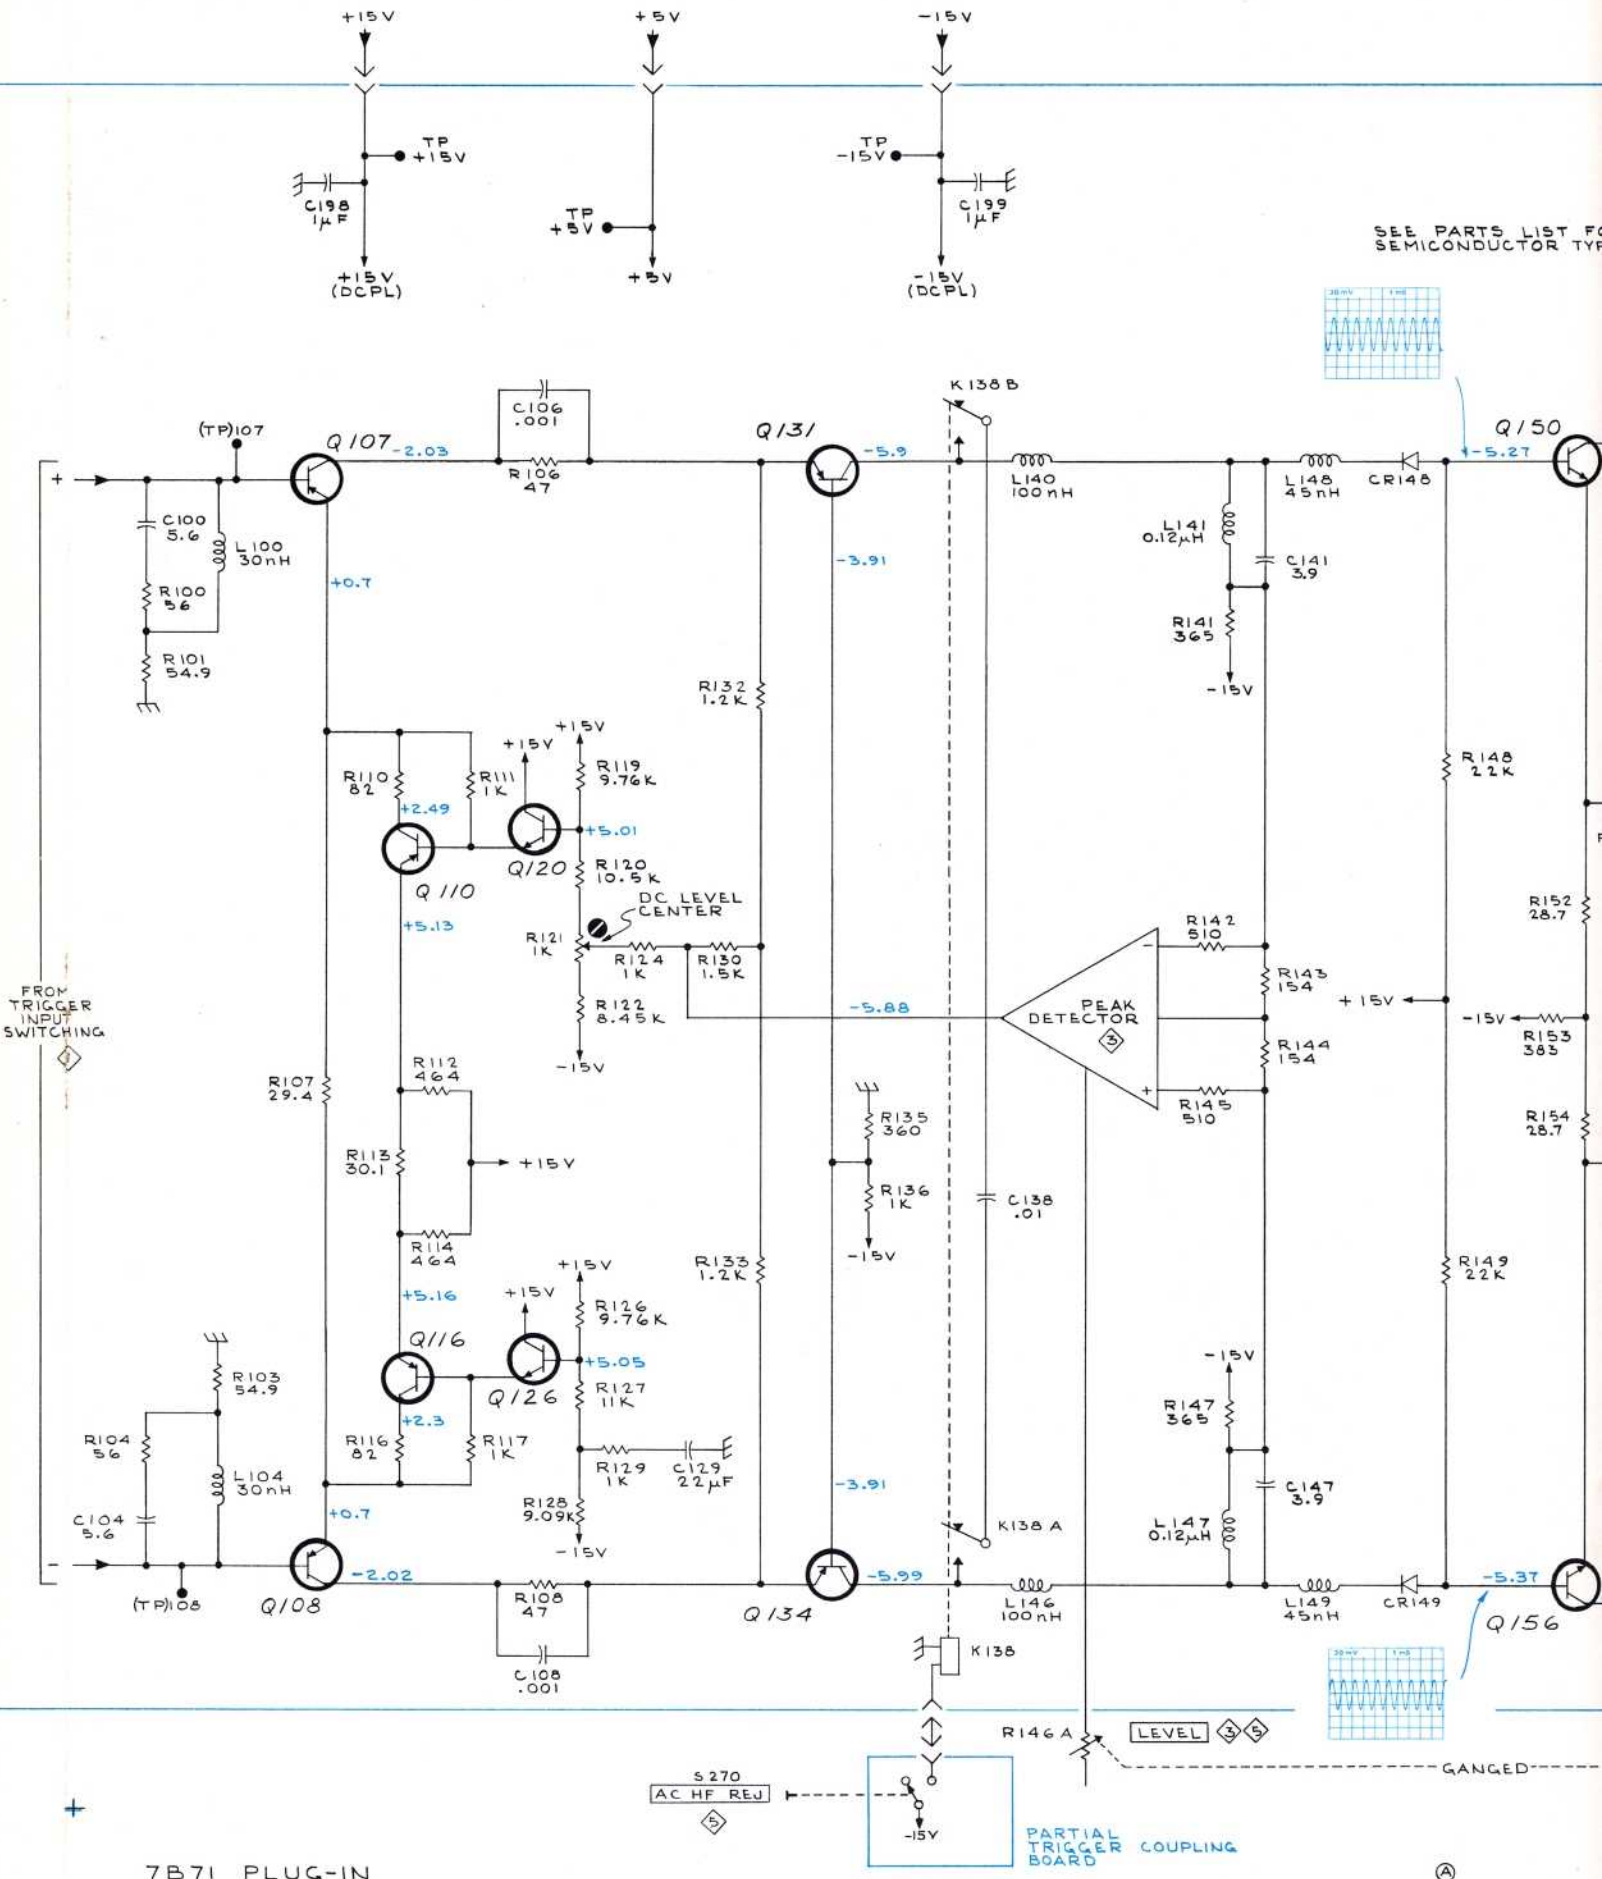 +15V
+5V
-15V
TP
+15V
C198
1µF
+15V
(DCPL)
TP
+5V
+5V
TP
-15V
C199
1µF
-15V
(DCPL)
SEE PARTS LIST FO
SEMICONDUCTOR TYP
1 mS
K138B
C106
.001
(TP)107
Q107
-2.03
R106
47
Q131
-5.9
L140
100nH
L148
45nH
CR148
-5.27
Q150
+
C100
5.6
L100
30nH
R100
56
R101
54.9
+0.7
-3.91
L141
0.12µH
C141
3.9
R141
365
-15V
R132
1.2K
R148
22K
+15V
+15V
R119
9.76K
R110
82
R111
1K
+2.49
+5.01
Q120
Q110
R120
10.5K
DC LEVEL
CENTER
+5.13
R121
1K
R124
1K
R130
1.5K
R122
8.45K
-15V
-5.88
R142
510
-
PEAK
DETECTOR
3
+
R143
154
R144
154
R145
510
+15V
R152
28.7
-15V
R153
383
R154
28.7
FROM
TRIGGER
INPUT
SWITCHING
R107
29.4
R112
464
R113
30.1
+15V
R114
464
R135
360
R136
1K
-15V
C138
.01
+5.16
Q116
+15V
+15V
R126
9.76K
+5.05
Q126
R127
11K
+2.3
R116
82
R117
1K
R129
1K
C129
22µF
R128
9.09K
-15V
R133
1.2K
R149
22K
R103
54.9
R104
56
L104
30nH
C104
5.6
+0.7
-3.91
-15V
R147
365
C147
3.9
L147
0.12µH
K138A
-
(TP)108
Q108
-2.02
R108
47
C108
.001
Q134
-5.99
L146
100nH
L149
45nH
CR149
-5.37
Q156
1 mS
K138
R146A
LEVEL 3 5
GANGED
S270
AC HF REJ
5
-15V
PARTIAL
TRIGGER COUPLING
BOARD
7B71 PLUG-IN
A